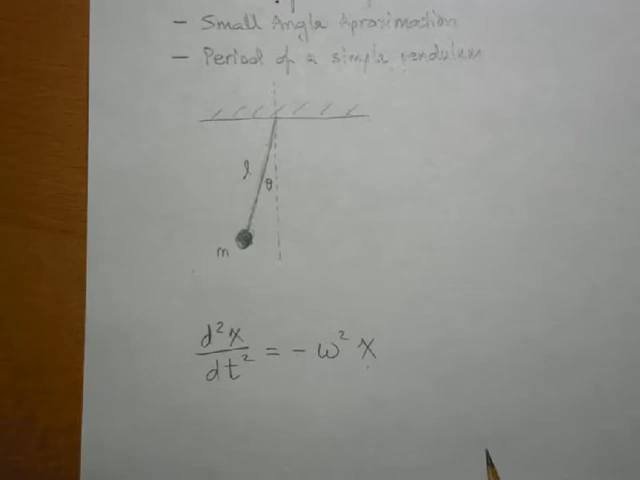 - Small Angle Aproximation
- Period of a simple pendulum
l
θ
m
d²x/dt² = - ω² x